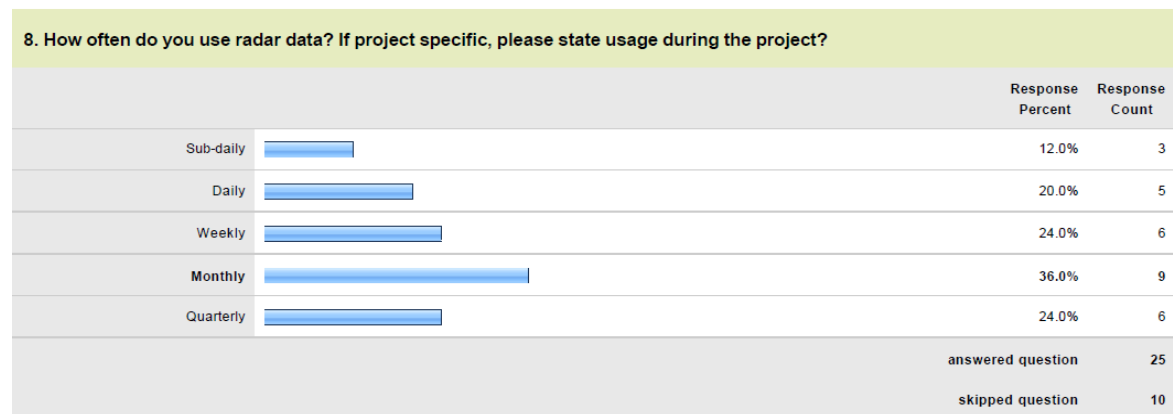 8. How often do you use radar data? If project specific, please state usage during the project?
Response Percent Response Count
Sub-daily 12.0% 3
Daily 20.0% 5
Weekly 24.0% 6
Monthly 36.0% 9
Quarterly 24.0% 6
answered question 25
skipped question 10